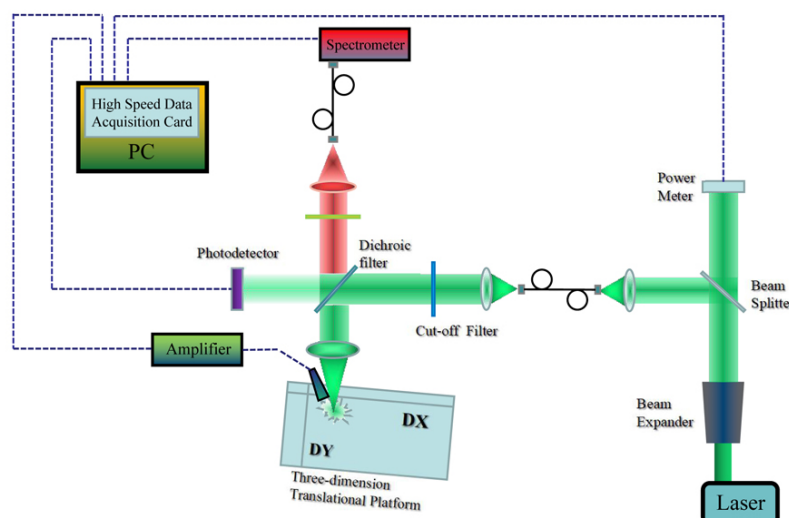 Spectrometer
High Speed Data
Acquisition Card
PC
Power
Meter
Photodetector
Dichroic
filter
Beam
Splitte
Cut-off Filter
Amplifier
Beam
Expander
DX
DY
Three-dimension
Translational Platform
Laser